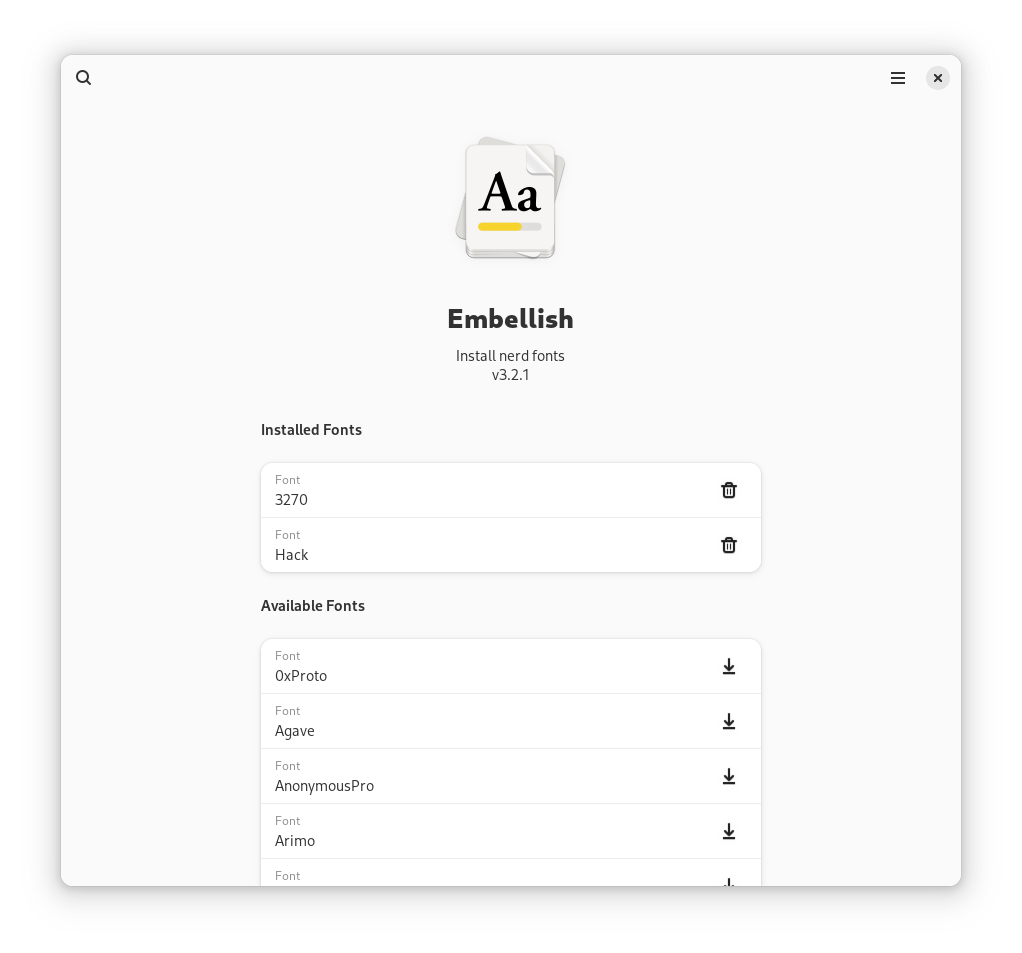 Aa
Embellish
Install nerd fonts
v3.2.1
Installed Fonts
Font
3270
Font
Hack
Available Fonts
Font
0xProto
Font
Agave
Font
AnonymousPro
Font
Arimo
Font